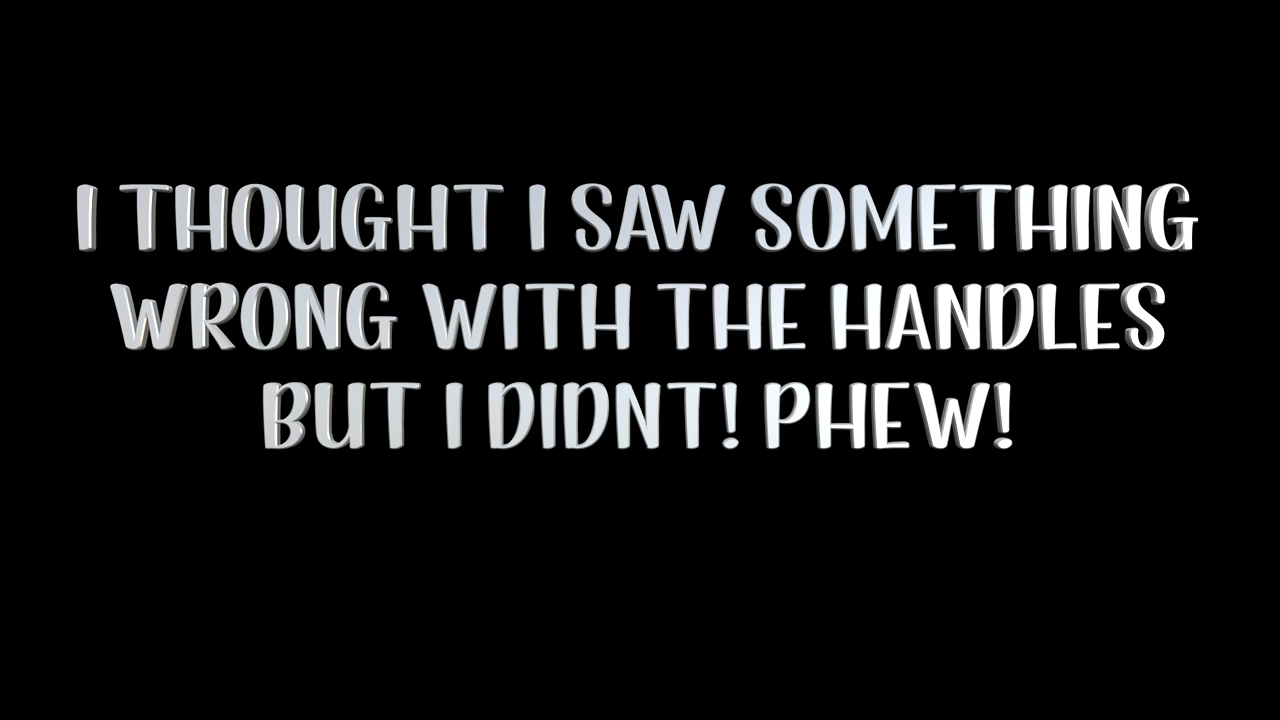 I THOUGHT I SAW SOMETHING
WRONG WITH THE HANDLES
BUT I DIDNT! PHEW!